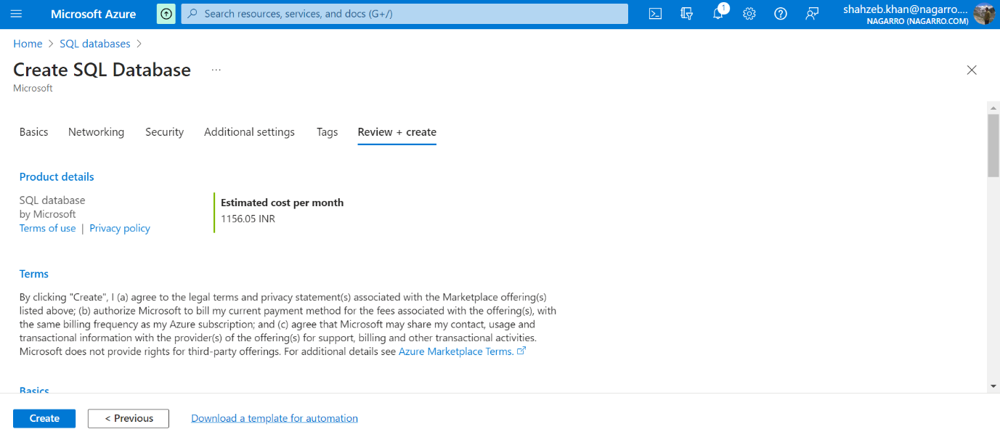 Microsoft Azure
Search resources, services, and docs (G+/)
1
shahzeb.khan@nagarro....
NAGARRO (NAGARRO.COM)
Home > SQL databases >
Create SQL Database ...
Microsoft
Basics Networking Security Additional settings Tags Review + create
Product details
SQL database
by Microsoft
Terms of use | Privacy policy
Estimated cost per month
1156.05 INR
Terms
By clicking "Create", I (a) agree to the legal terms and privacy statement(s) associated with the Marketplace offering(s)
listed above; (b) authorize Microsoft to bill my current payment method for the fees associated with the offering(s), with
the same billing frequency as my Azure subscription; and (c) agree that Microsoft may share my contact, usage and
transactional information with the provider(s) of the offering(s) for support, billing and other transactional activities.
Microsoft does not provide rights for third-party offerings. For additional details see Azure Marketplace Terms.
Basics
Create
< Previous
Download a template for automation